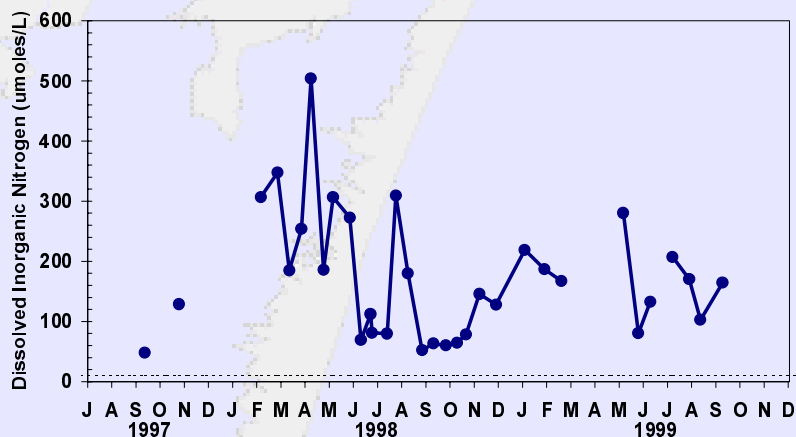 Dissolved Inorganic Nitrogen (umoles/L)
600
500
400
300
200
100
0
J A S O N D J F M A M J J A S O N D J F M A M J J A S O N D
1997 1998 1999